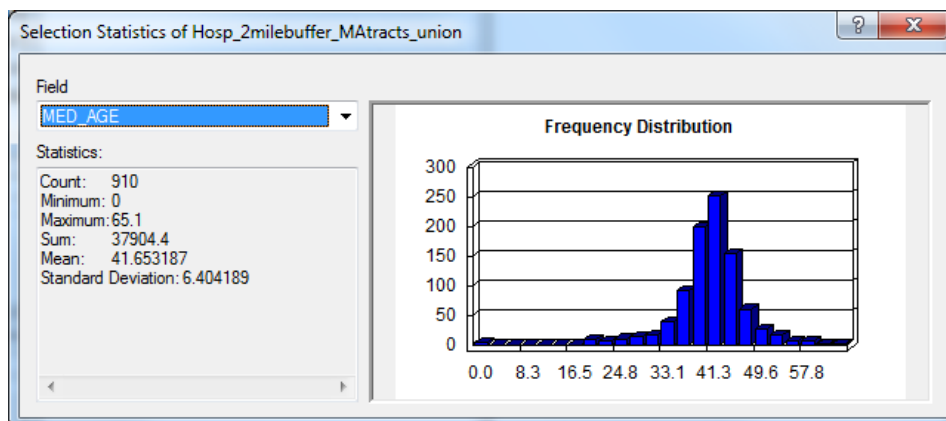 Selection Statistics of Hosp_2milebuffer_MAtracts_union
Field
MED_AGE
Statistics:
Count: 910
Minimum: 0
Maximum: 65.1
Sum: 37904.4
Mean: 41.653187
Standard Deviation: 6.404189
Frequency Distribution
300
250
200
150
100
50
0
0.0 8.3 16.5 24.8 33.1 41.3 49.6 57.8